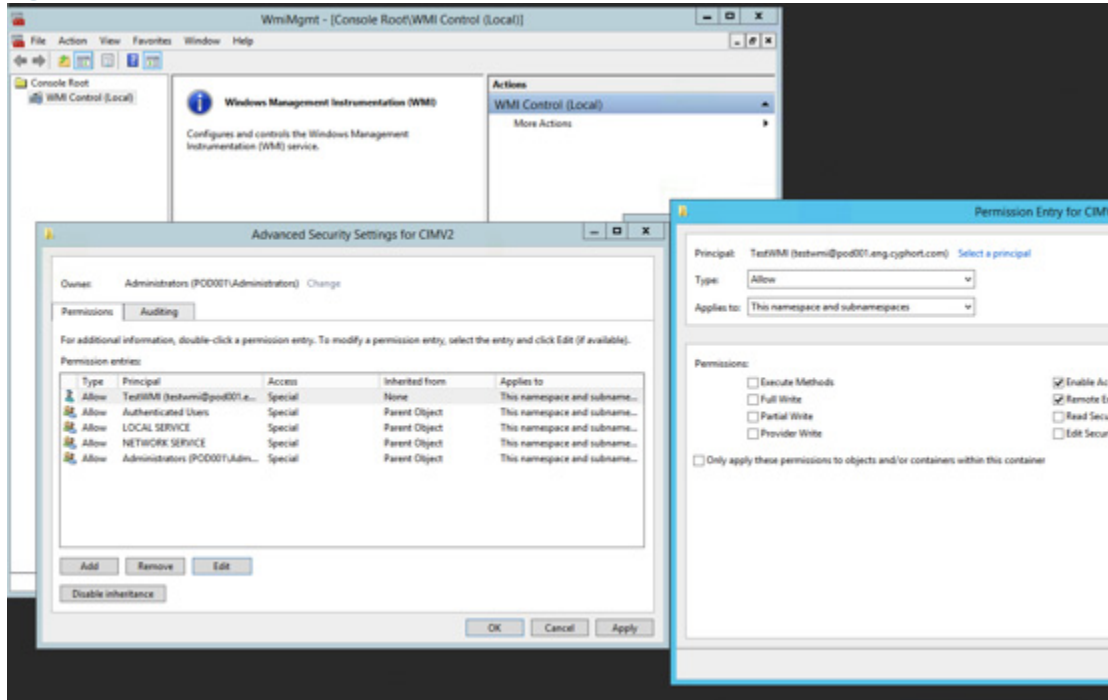 WmiMgmt - [Console Root\WMI Control (Local)]
File Action View Favorites Window Help
Console Root
WMI Control (Local)
Windows Management Instrumentation (WMI)
Configures and controls the Windows Management
Instrumentation (WMI) service.
Actions
WMI Control (Local)
More Actions
Advanced Security Settings for CIMV2
Owner: Administrators (POD001\Administrators) Change
Permissions Auditing
For additional information, double-click a permission entry. To modify a permission entry, select the entry and click Edit (if available).
Permission entries:
Type Principal Access Inherited from Applies to
Allow TestWMI (testwmi@pod001.e... Special None This namespace and subname...
Allow Authenticated Users Special Parent Object This namespace and subname...
Allow LOCAL SERVICE Special Parent Object This namespace and subname...
Allow NETWORK SERVICE Special Parent Object This namespace and subname...
Allow Administrators (POD001\Adm... Special Parent Object This namespace and subname...
Add Remove Edit
Disable inheritance
OK Cancel Apply
Permission Entry for CIMV
Principal: TestWMI (testwmi@pod001.eng.cyphort.com) Select a principal
Type: Allow
Applies to: This namespace and subnamespaces
Permissions:
Execute Methods Enable Ac
Full Write Remote E
Partial Write Read Secu
Provider Write Edit Secur
Only apply these permissions to objects and/or containers within this container